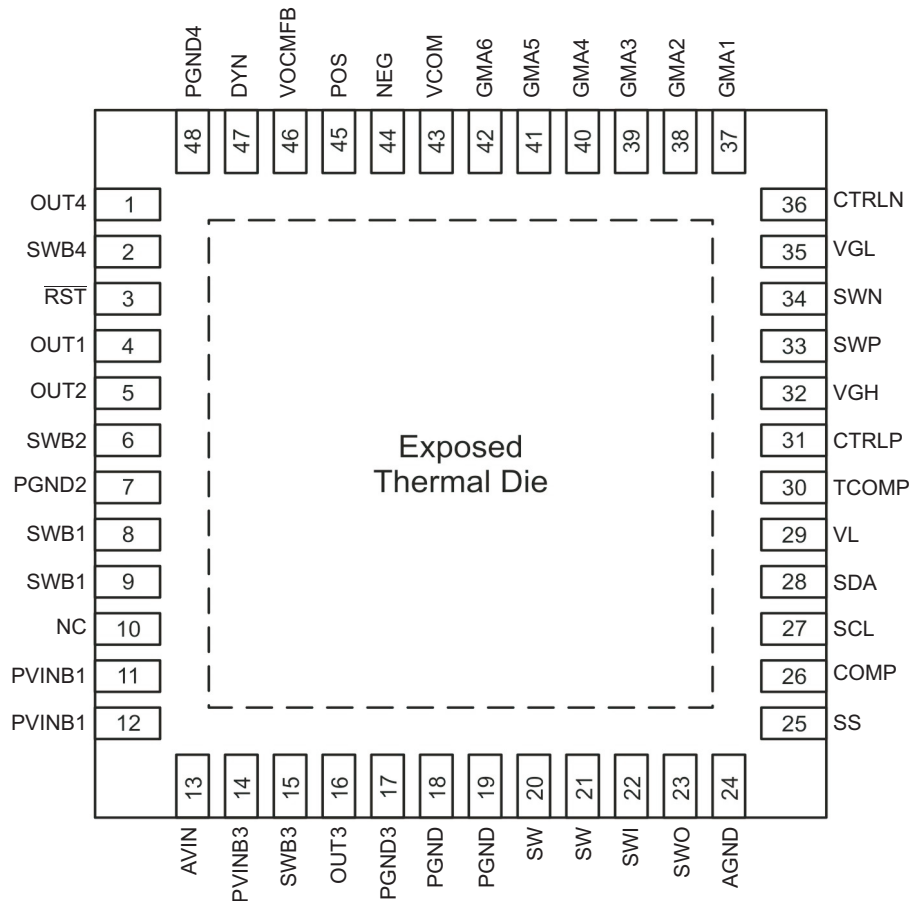 PGND4 DYN VOCMFB POS NEG VCOM GMA6 GMA5 GMA4 GMA3 GMA2 GMA1
48 47 46 45 44 43 42 41 40 39 38 37
OUT4 1
SWB4 2
R̅S̅T̅ 3
OUT1 4
OUT2 5
SWB2 6
PGND2 7
SWB1 8
SWB1 9
NC 10
PVINB1 11
PVINB1 12
Exposed
Thermal Die
36 CTRLN
35 VGL
34 SWN
33 SWP
32 VGH
31 CTRLP
30 TCOMP
29 VL
28 SDA
27 SCL
26 COMP
25 SS
13 14 15 16 17 18 19 20 21 22 23 24
AVIN PVINB3 SWB3 OUT3 PGND3 PGND PGND SW SW SWI SWO AGND